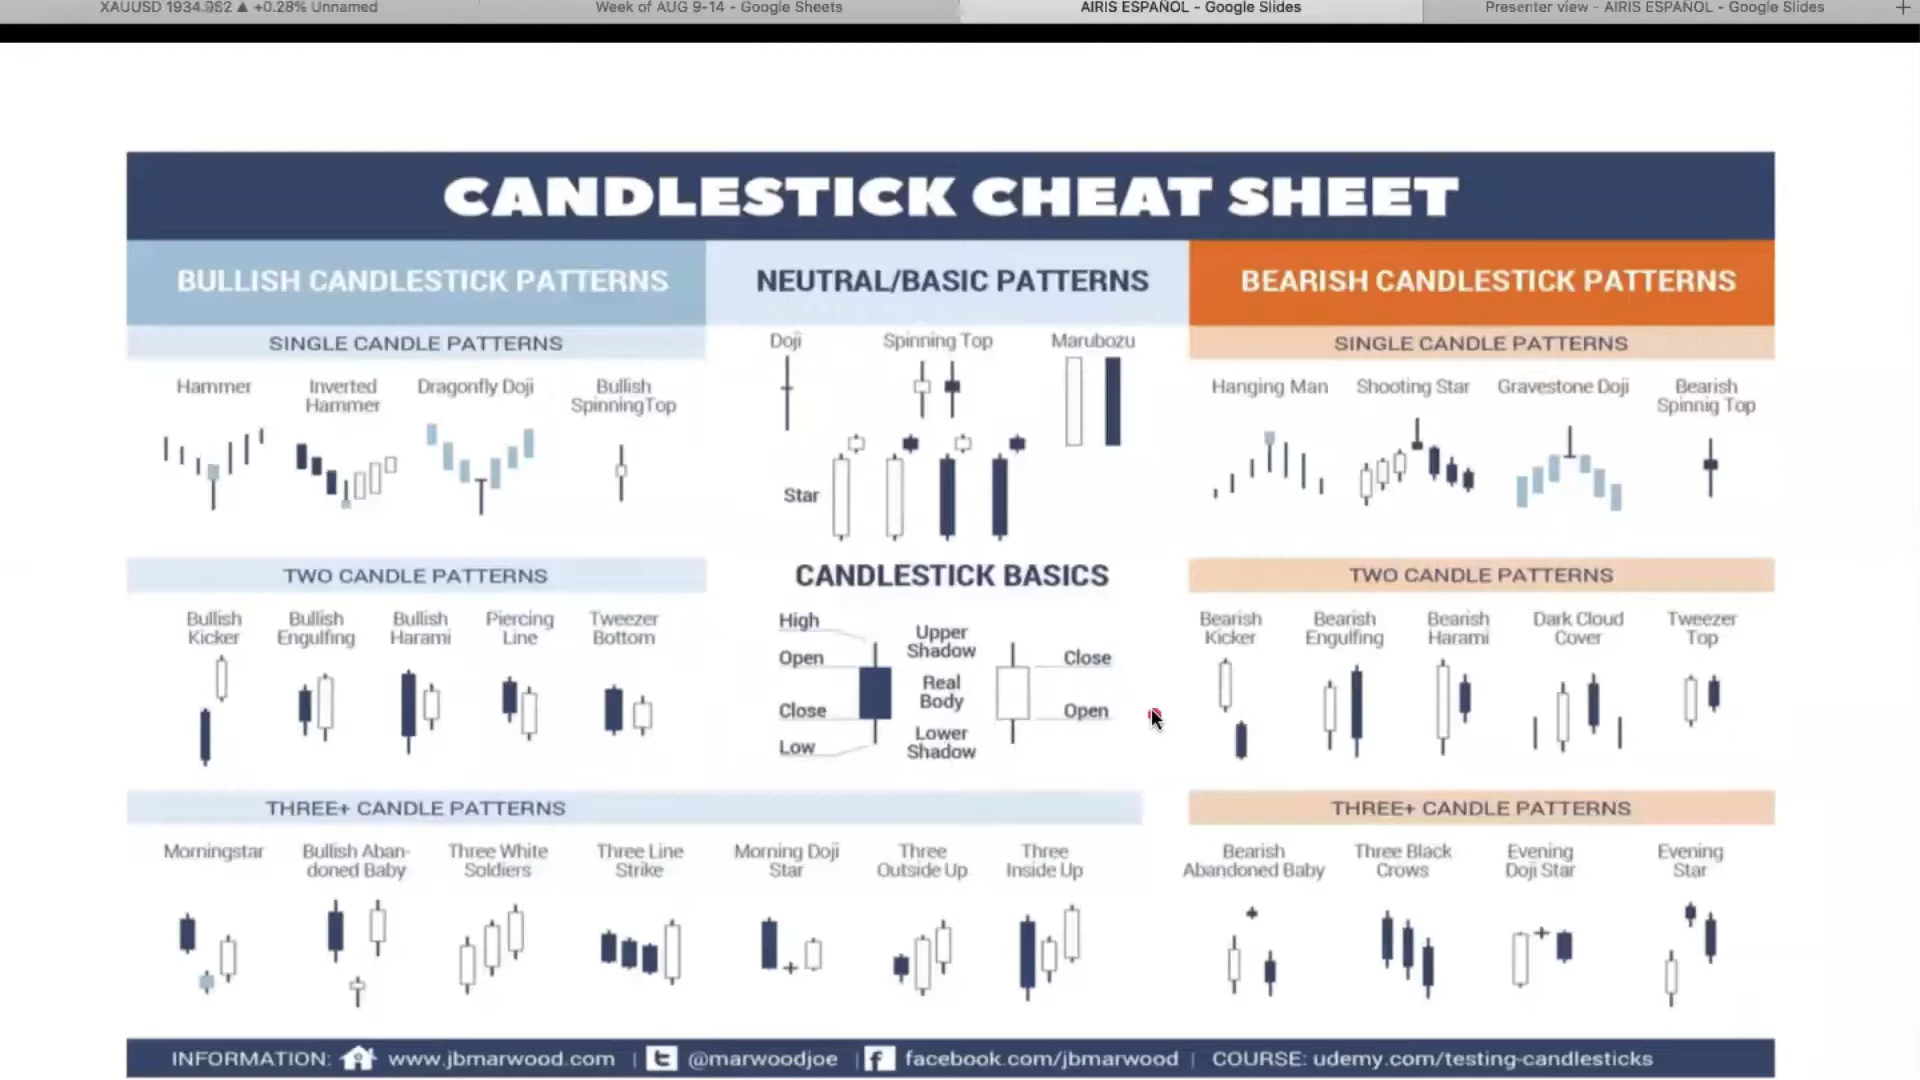 XAUUSD 1934.962 ▲ +0.28% Unnamed
Week of AUG 9-14 - Google Sheets
AIRIS ESPAÑOL - Google Slides
Presenter view - AIRIS ESPAÑOL - Google Slides
CANDLESTICK CHEAT SHEET
BULLISH CANDLESTICK PATTERNS
SINGLE CANDLE PATTERNS
Hammer
Inverted
Hammer
Dragonfly Doji
Bullish
SpinningTop
TWO CANDLE PATTERNS
Bullish
Kicker
Bullish
Engulfing
Bullish
Harami
Piercing
Line
Tweezer
Bottom
NEUTRAL/BASIC PATTERNS
Doji
Spinning Top
Marubozu
Star
CANDLESTICK BASICS
High
Open
Close
Low
Upper
Shadow
Real
Body
Lower
Shadow
Close
Open
BEARISH CANDLESTICK PATTERNS
SINGLE CANDLE PATTERNS
Hanging Man
Shooting Star
Gravestone Doji
Bearish
Spinnig Top
TWO CANDLE PATTERNS
Bearish
Kicker
Bearish
Engulfing
Bearish
Harami
Dark Cloud
Cover
Tweezer
Top
THREE+ CANDLE PATTERNS
Morningstar
Bullish Aban-
doned Baby
Three White
Soldiers
Three Line
Strike
Morning Doji
Star
Three
Outside Up
Three
Inside Up
THREE+ CANDLE PATTERNS
Bearish
Abandoned Baby
Three Black
Crows
Evening
Doji Star
Evening
Star
INFORMATION: www.jbmarwood.com | @marwoodjoe | facebook.com/jbmarwood | COURSE: udemy.com/testing-candlesticks